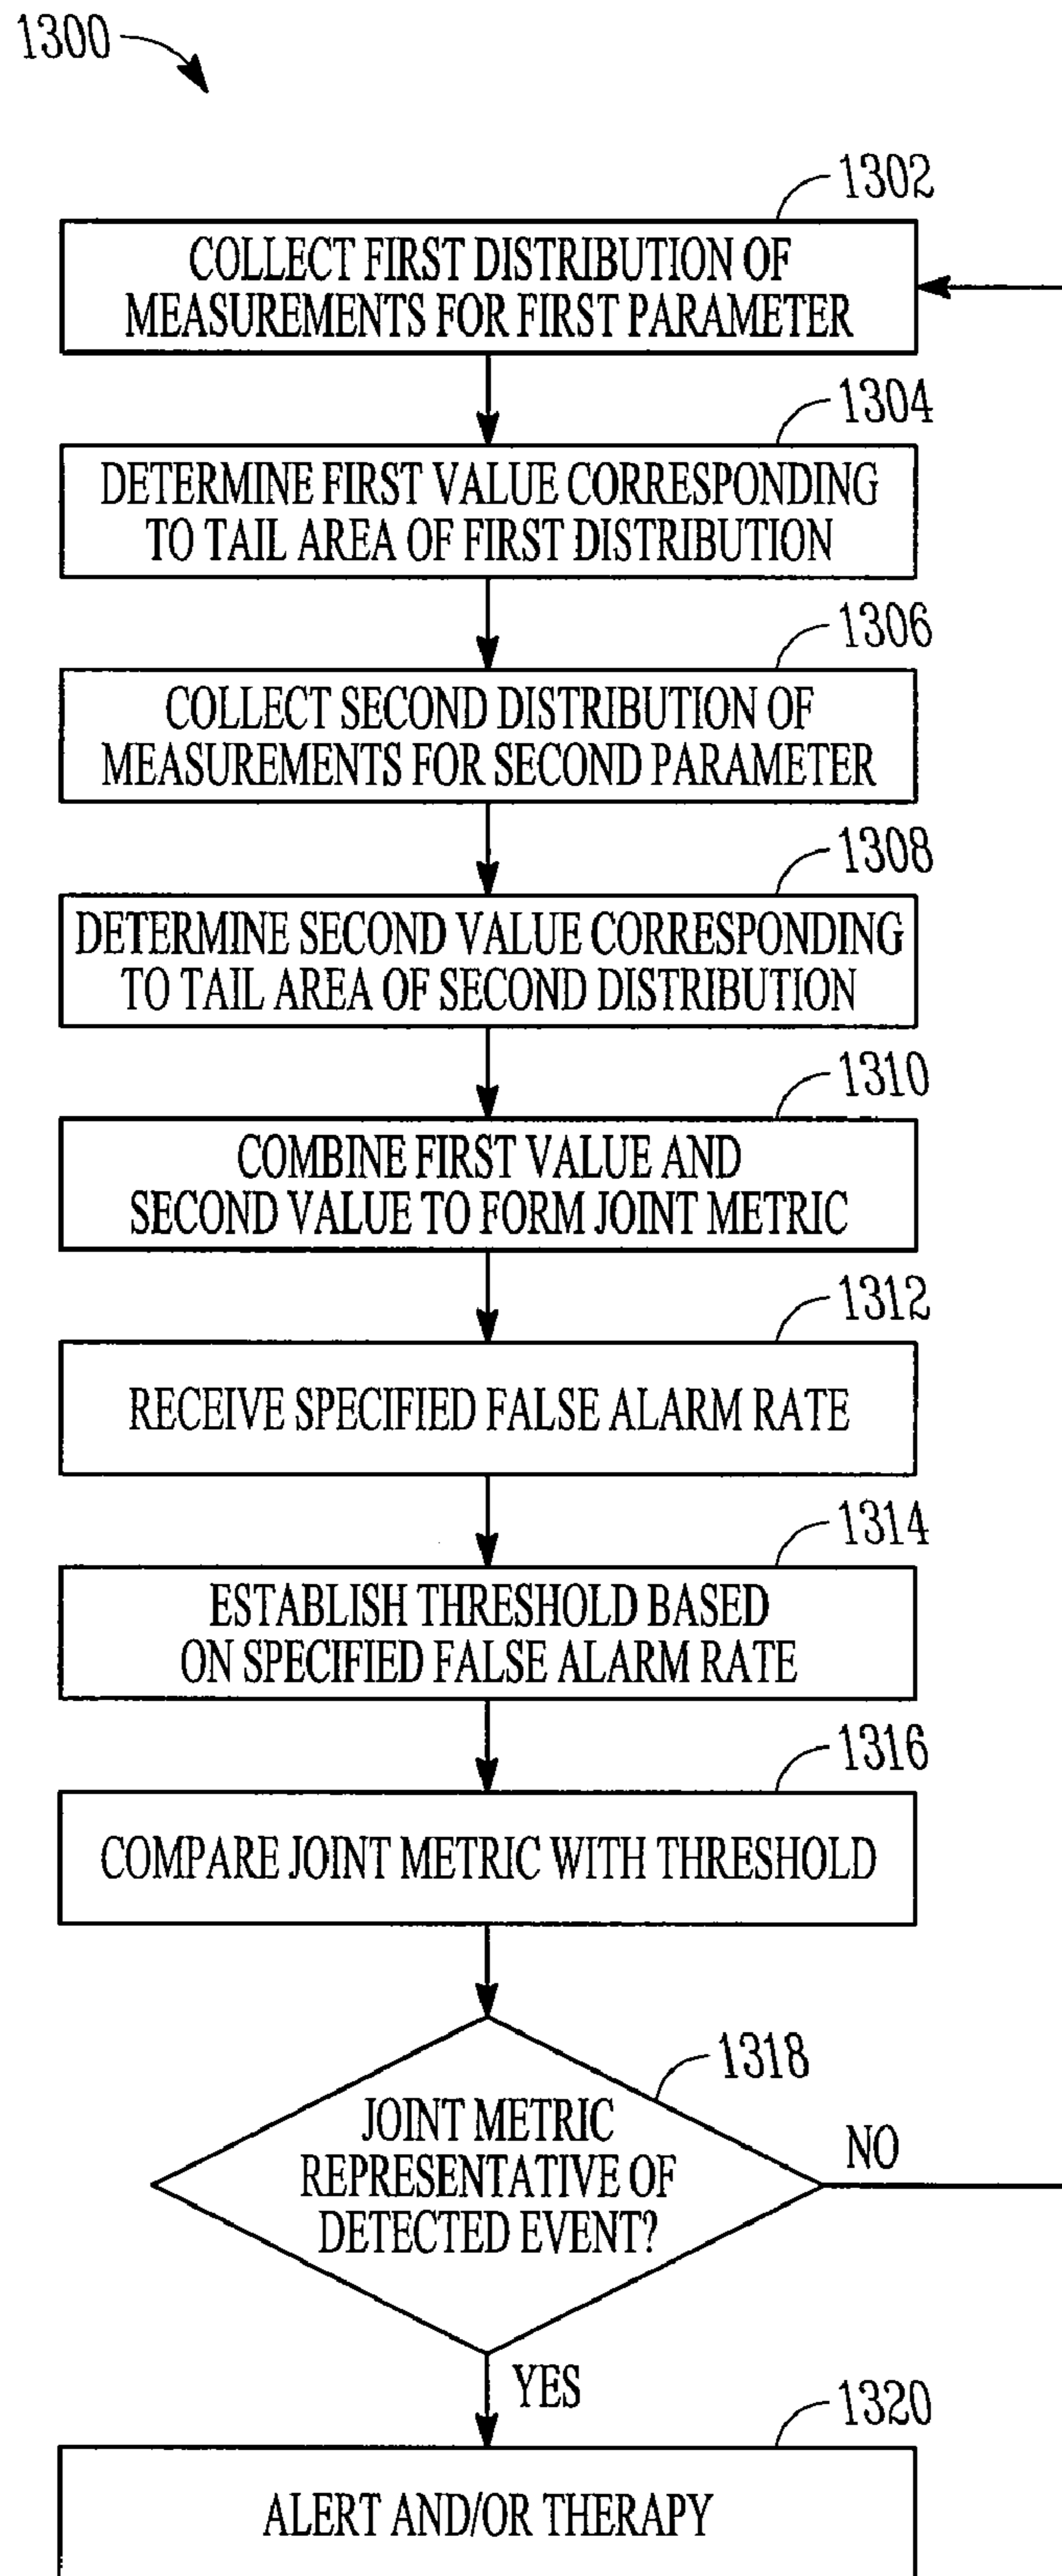 1300
1302
COLLECT FIRST DISTRIBUTION OF
MEASUREMENTS FOR FIRST PARAMETER
1304
DETERMINE FIRST VALUE CORRESPONDING
TO TAIL AREA OF FIRST DISTRIBUTION
1306
COLLECT SECOND DISTRIBUTION OF
MEASUREMENTS FOR SECOND PARAMETER
1308
DETERMINE SECOND VALUE CORRESPONDING
TO TAIL AREA OF SECOND DISTRIBUTION
1310
COMBINE FIRST VALUE AND
SECOND VALUE TO FORM JOINT METRIC
1312
RECEIVE SPECIFIED FALSE ALARM RATE
1314
ESTABLISH THRESHOLD BASED
ON SPECIFIED FALSE ALARM RATE
1316
COMPARE JOINT METRIC WITH THRESHOLD
1318
JOINT METRIC
REPRESENTATIVE OF
DETECTED EVENT?
NO
YES
1320
ALERT AND/OR THERAPY